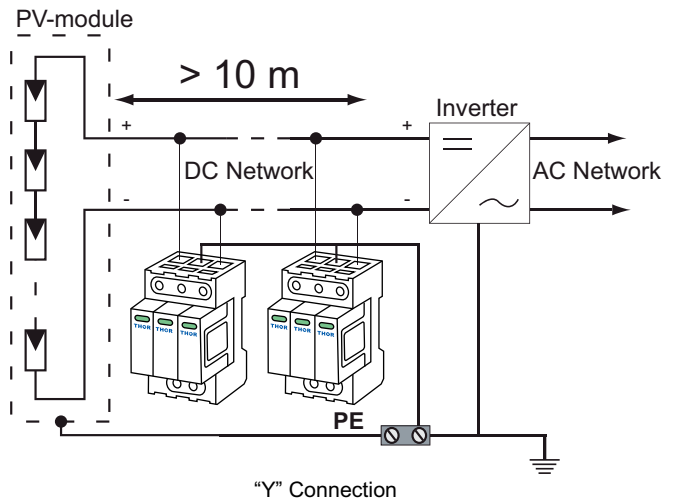 PV-module
> 10 m
Inverter
+
+
DC Network
AC Network
-
-
THOR THOR THOR
THOR THOR THOR
PE
“Y” Connection